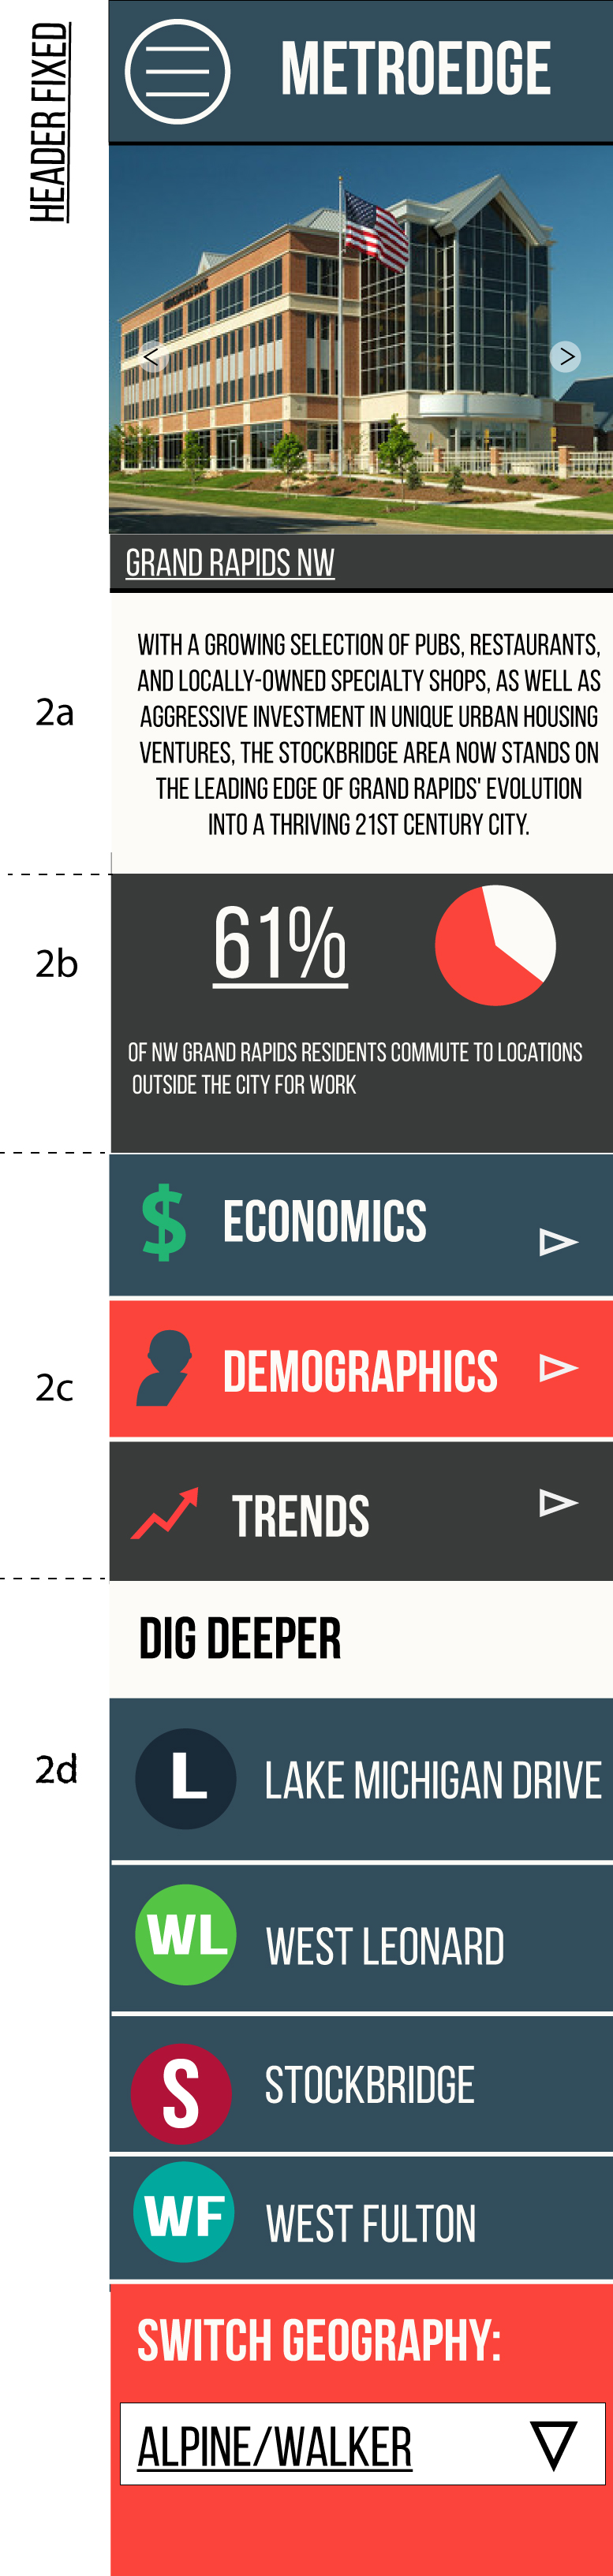 HEADER FIXED
METROEDGE
<
>
GRAND RAPIDS NW
2a
WITH A GROWING SELECTION OF PUBS, RESTAURANTS,
AND LOCALLY-OWNED SPECIALTY SHOPS, AS WELL AS
AGGRESSIVE INVESTMENT IN UNIQUE URBAN HOUSING
VENTURES, THE STOCKBRIDGE AREA NOW STANDS ON
THE LEADING EDGE OF GRAND RAPIDS' EVOLUTION
INTO A THRIVING 21ST CENTURY CITY.
2b
61%
OF NW GRAND RAPIDS RESIDENTS COMMUTE TO LOCATIONS
OUTSIDE THE CITY FOR WORK
2c
$ ECONOMICS
DEMOGRAPHICS
TRENDS
DIG DEEPER
2d
L LAKE MICHIGAN DRIVE
WL WEST LEONARD
S STOCKBRIDGE
WF WEST FULTON
SWITCH GEOGRAPHY:
ALPINE/WALKER